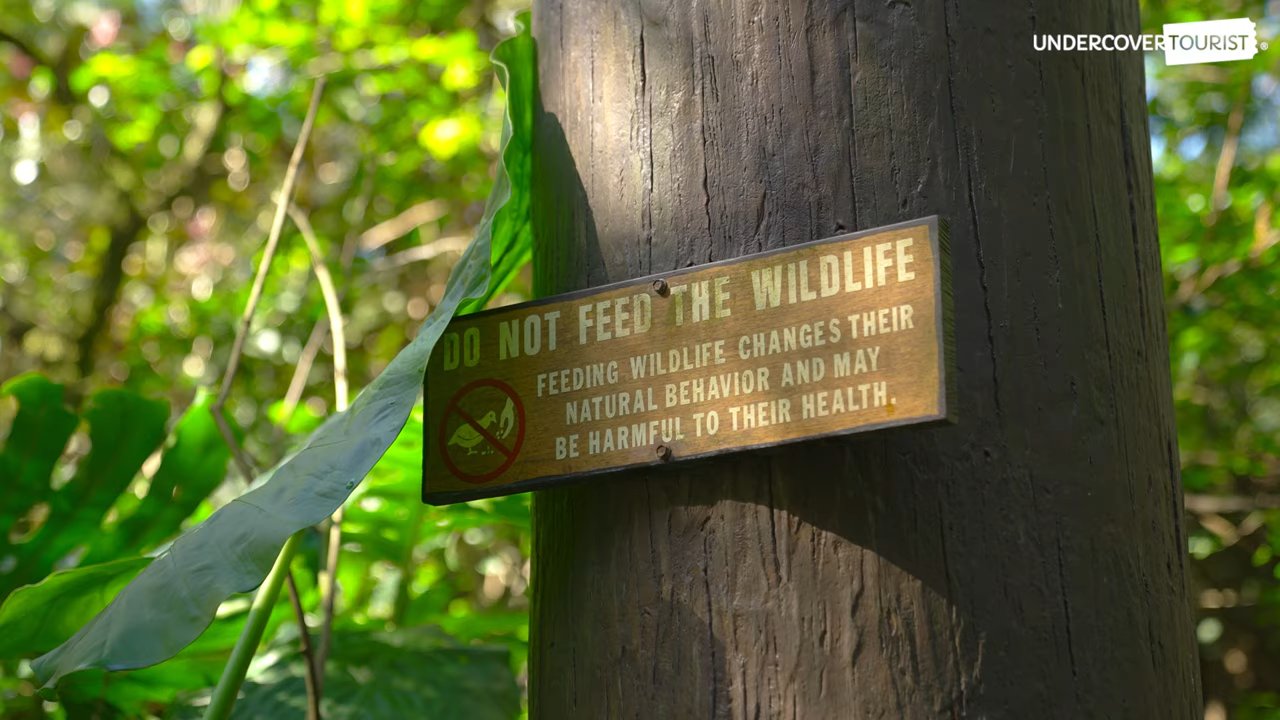 UNDERCOVERTOURIST®
DO NOT FEED THE WILDLIFE
FEEDING WILDLIFE CHANGES THEIR
NATURAL BEHAVIOR AND MAY
BE HARMFUL TO THEIR HEALTH.